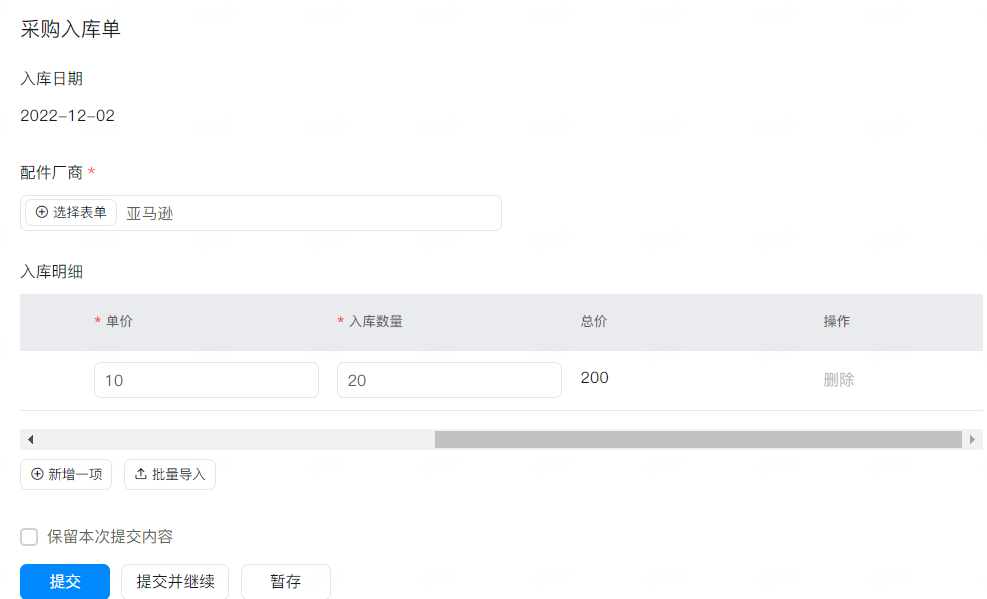 采购入库单
入库日期
2022-12-02
配件厂商 *
选择表单 亚马逊
入库明细
* 单价 * 入库数量 总价 操作
10 20 200 删除
新增一项 批量导入
保留本次提交内容
提交 提交并继续 暂存